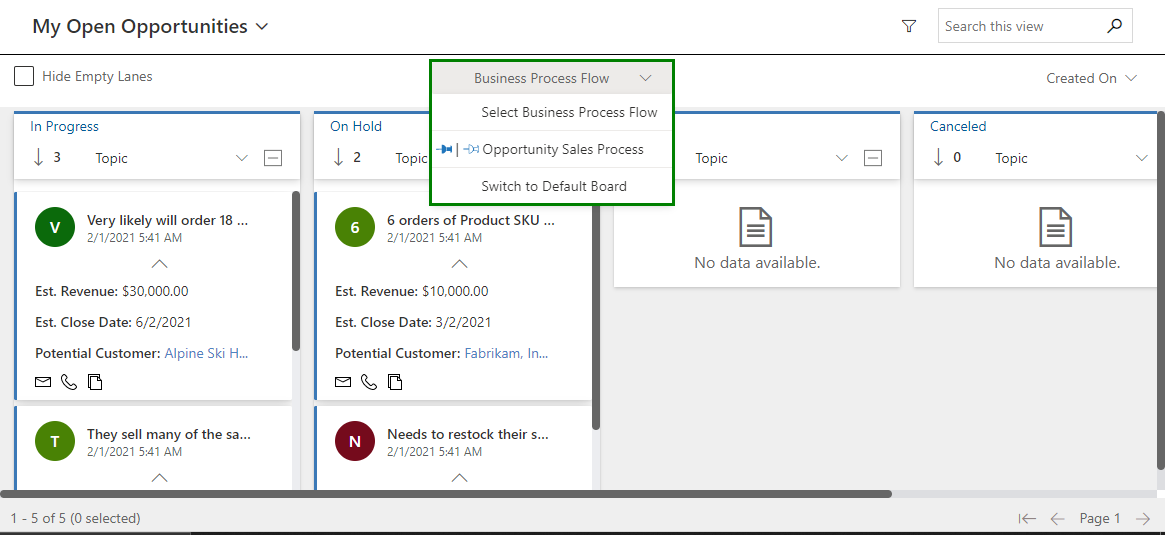 My Open Opportunities
Search this view
Hide Empty Lanes
Business Process Flow
Created On
Select Business Process Flow
Opportunity Sales Process
Switch to Default Board
In Progress
3 Topic
V
Very likely will order 18 ...
2/1/2021 5:41 AM
Est. Revenue: $30,000.00
Est. Close Date: 6/2/2021
Potential Customer: Alpine Ski H...
T
They sell many of the sa...
2/1/2021 5:41 AM
On Hold
2 Topic
6
6 orders of Product SKU ...
2/1/2021 5:41 AM
Est. Revenue: $10,000.00
Est. Close Date: 3/2/2021
Potential Customer: Fabrikam, In...
N
Needs to restock their s...
2/1/2021 5:41 AM
Topic
No data available.
Canceled
0 Topic
No data available.
1 - 5 of 5 (0 selected)
Page 1